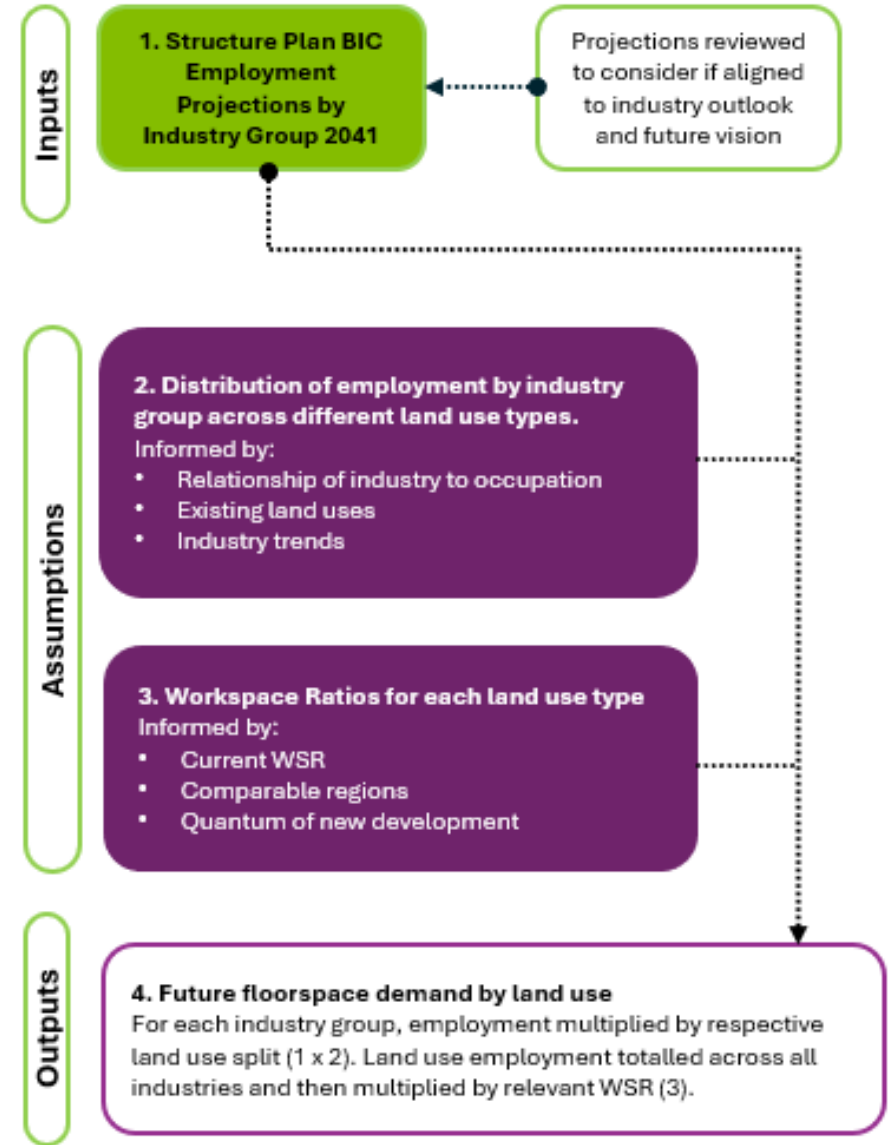 Inputs
1. Structure Plan BIC
Employment
Projections by
Industry Group 2041
Projections reviewed
to consider if aligned
to industry outlook
and future vision
Assumptions
2. Distribution of employment by industry
group across different land use types.
Informed by:
• Relationship of industry to occupation
• Existing land uses
• Industry trends
3. Workspace Ratios for each land use type
Informed by:
• Current WSR
• Comparable regions
• Quantum of new development
Outputs
4. Future floorspace demand by land use
For each industry group, employment multiplied by respective
land use split (1 x 2). Land use employment totalled across all
industries and then multiplied by relevant WSR (3).